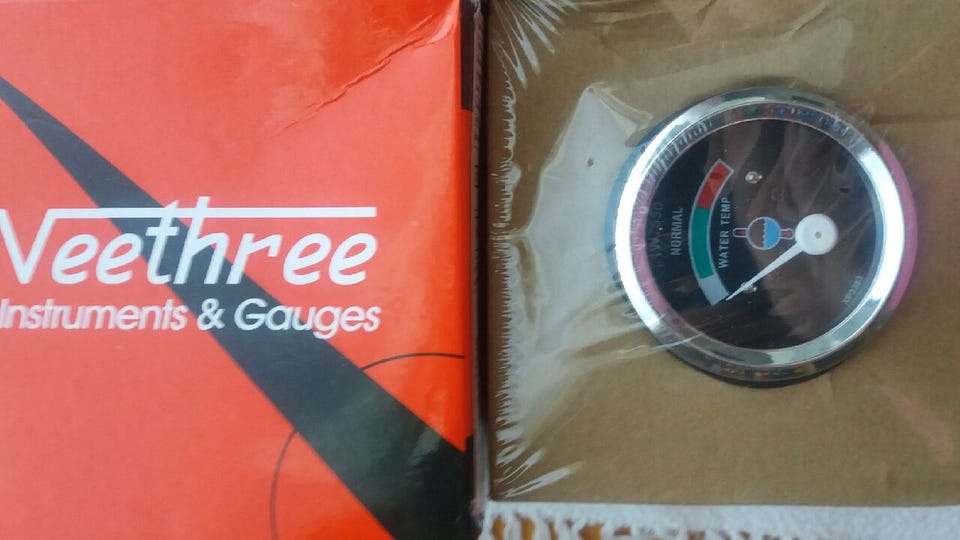 Veethree
Instruments & Gauges
NORMAL
WATER TEMP